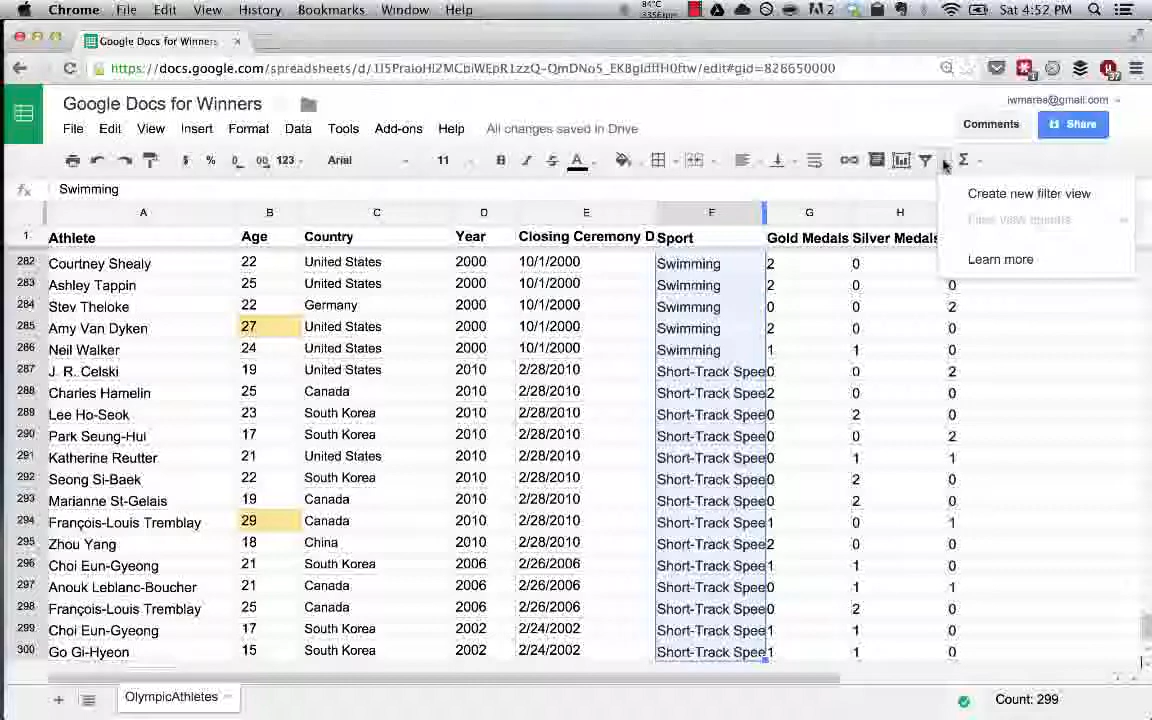 Chrome File Edit View History Bookmarks Window Help 84°C 3356rpm 2 Sat 4:52 PM
Google Docs for Winners
Google Docs for Winners
iwmarea@gmail.com
File Edit View Insert Format Data Tools Add-ons Help All changes saved in Drive Comments Share
$ % .0 .00 123 Arial 11 B I S A Σ
fx Swimming
Create new filter view
Filter view options
Learn more
A B C D E F G H
1 Athlete Age Country Year Closing Ceremony D Sport Gold Medals Silver Medals
282 Courtney Shealy 22 United States 2000 10/1/2000 Swimming 2 0
283 Ashley Tappin 25 United States 2000 10/1/2000 Swimming 2 0 0
284 Stev Theloke 22 Germany 2000 10/1/2000 Swimming 0 0 2
285 Amy Van Dyken 27 United States 2000 10/1/2000 Swimming 2 0 0
286 Neil Walker 24 United States 2000 10/1/2000 Swimming 1 1 0
287 J. R. Celski 19 United States 2010 2/28/2010 Short-Track Spee 0 0 2
288 Charles Hamelin 25 Canada 2010 2/28/2010 Short-Track Spee 2 0 0
289 Lee Ho-Seok 23 South Korea 2010 2/28/2010 Short-Track Spee 0 2 0
290 Park Seung-Hui 17 South Korea 2010 2/28/2010 Short-Track Spee 0 0 2
291 Katherine Reutter 21 United States 2010 2/28/2010 Short-Track Spee 0 1 1
292 Seong Si-Baek 22 South Korea 2010 2/28/2010 Short-Track Spee 0 2 0
293 Marianne St-Gelais 19 Canada 2010 2/28/2010 Short-Track Spee 0 2 0
294 François-Louis Tremblay 29 Canada 2010 2/28/2010 Short-Track Spee 1 0 1
295 Zhou Yang 18 China 2010 2/28/2010 Short-Track Spee 2 0 0
296 Choi Eun-Gyeong 21 South Korea 2006 2/26/2006 Short-Track Spee 1 1 0
297 Anouk Leblanc-Boucher 21 Canada 2006 2/26/2006 Short-Track Spee 0 1 1
298 François-Louis Tremblay 25 Canada 2006 2/26/2006 Short-Track Spee 0 2 0
299 Choi Eun-Gyeong 17 South Korea 2002 2/24/2002 Short-Track Spee 1 1 0
300 Go Gi-Hyeon 15 South Korea 2002 2/24/2002 Short-Track Spee 1 1 0
OlympicAthletes Count: 299